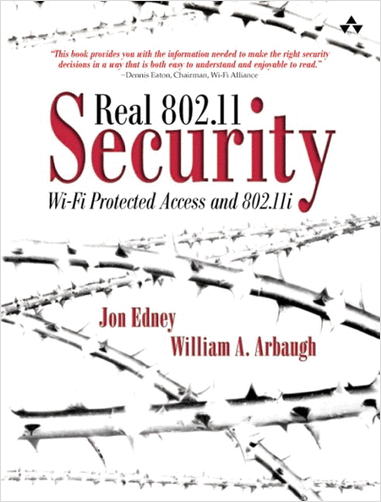 "This book provides you with the information needed to make the right security
decisions in a way that is both easy to understand and enjoyable to read."
–Dennis Eaton, Chairman, Wi-Fi Alliance
Real 802.11
Security
Wi-Fi Protected Access and 802.11i
Jon Edney
William A. Arbaugh